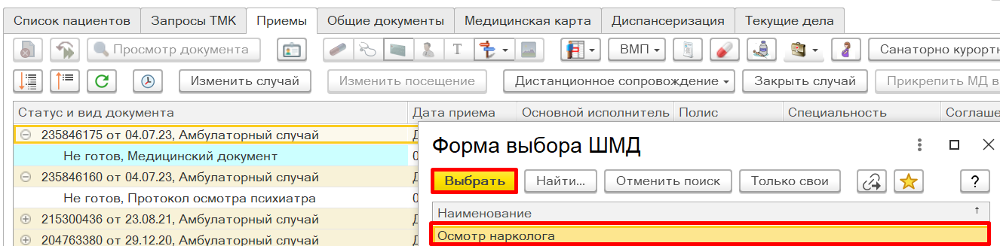 Список пациентов Запросы ТМК Приемы Общие документы Медицинская карта Диспансеризация Текущие дела
Просмотр документа Т ВМП Санаторно курорт
Изменить случай Изменить посещение Дистанционное сопровождение Закрыть случай Прикрепить МД в
Статус и вид документа Дата приема Основной исполнитель Полис Специальность Соглаше
235846175 от 04.07.23, Амбулаторный случай
Не готов, Медицинский документ
235846160 от 04.07.23, Амбулаторный случай
Не готов, Протокол осмотра психиатра
215300436 от 23.08.21, Амбулаторный случай
204763380 от 29.12.20, Амбулаторный случай
Форма выбора ШМД
Выбрать Найти... Отменить поиск Только свои ?
Наименование
Осмотр нарколога